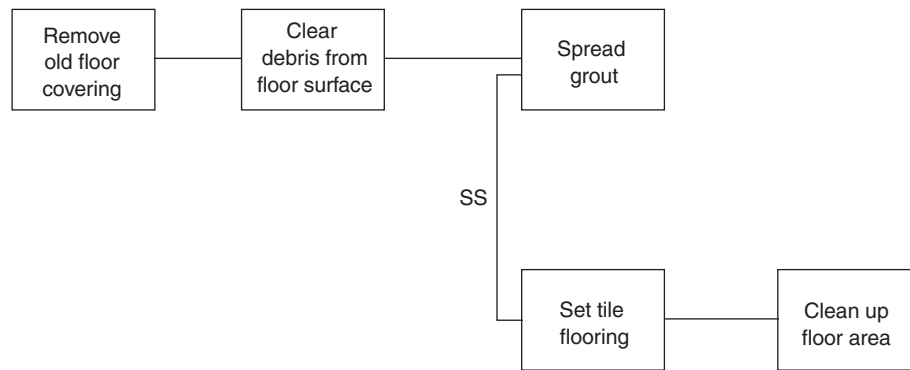 Remove
old floor
covering
Clear
debris from
floor surface
Spread
grout
SS
Set tile
flooring
Clean up
floor area